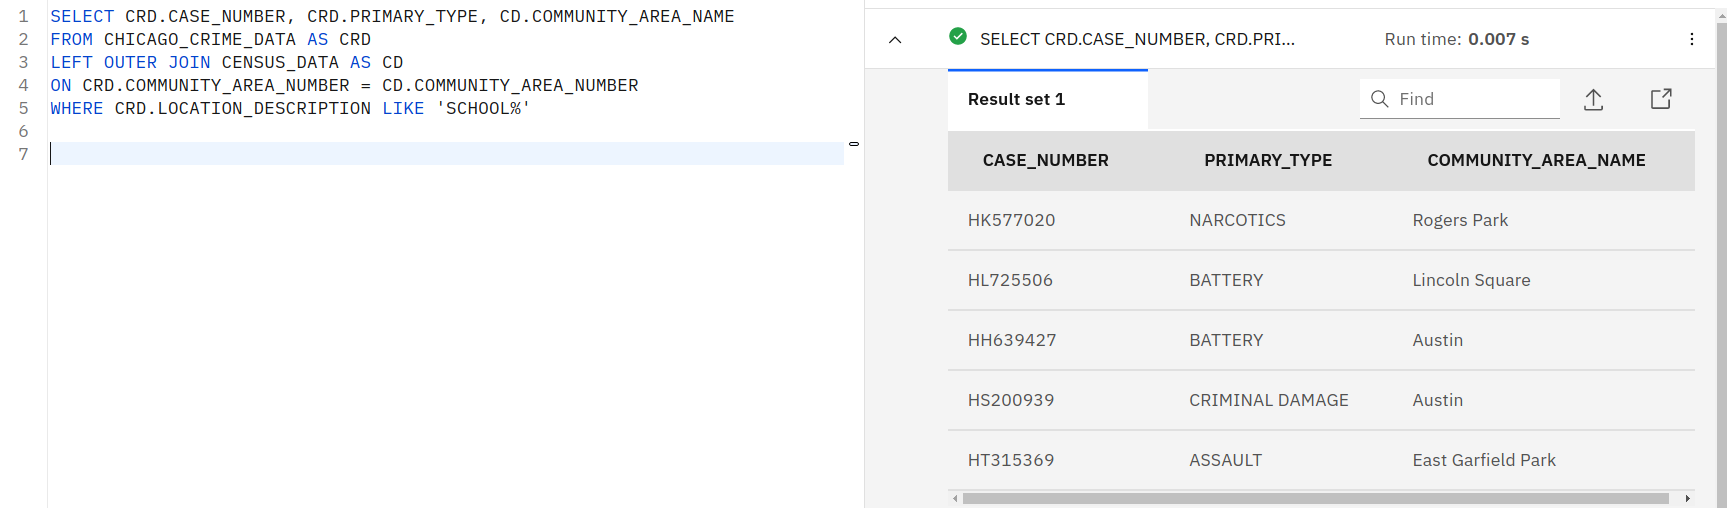 1 SELECT CRD.CASE_NUMBER, CRD.PRIMARY_TYPE, CD.COMMUNITY_AREA_NAME
2 FROM CHICAGO_CRIME_DATA AS CRD
3 LEFT OUTER JOIN CENSUS_DATA AS CD
4 ON CRD.COMMUNITY_AREA_NUMBER = CD.COMMUNITY_AREA_NUMBER
5 WHERE CRD.LOCATION_DESCRIPTION LIKE 'SCHOOL%'
6
7
SELECT CRD.CASE_NUMBER, CRD.PRI... Run time: 0.007 s
Result set 1 Find
CASE_NUMBER PRIMARY_TYPE COMMUNITY_AREA_NAME
HK577020 NARCOTICS Rogers Park
HL725506 BATTERY Lincoln Square
HH639427 BATTERY Austin
HS200939 CRIMINAL DAMAGE Austin
HT315369 ASSAULT East Garfield Park